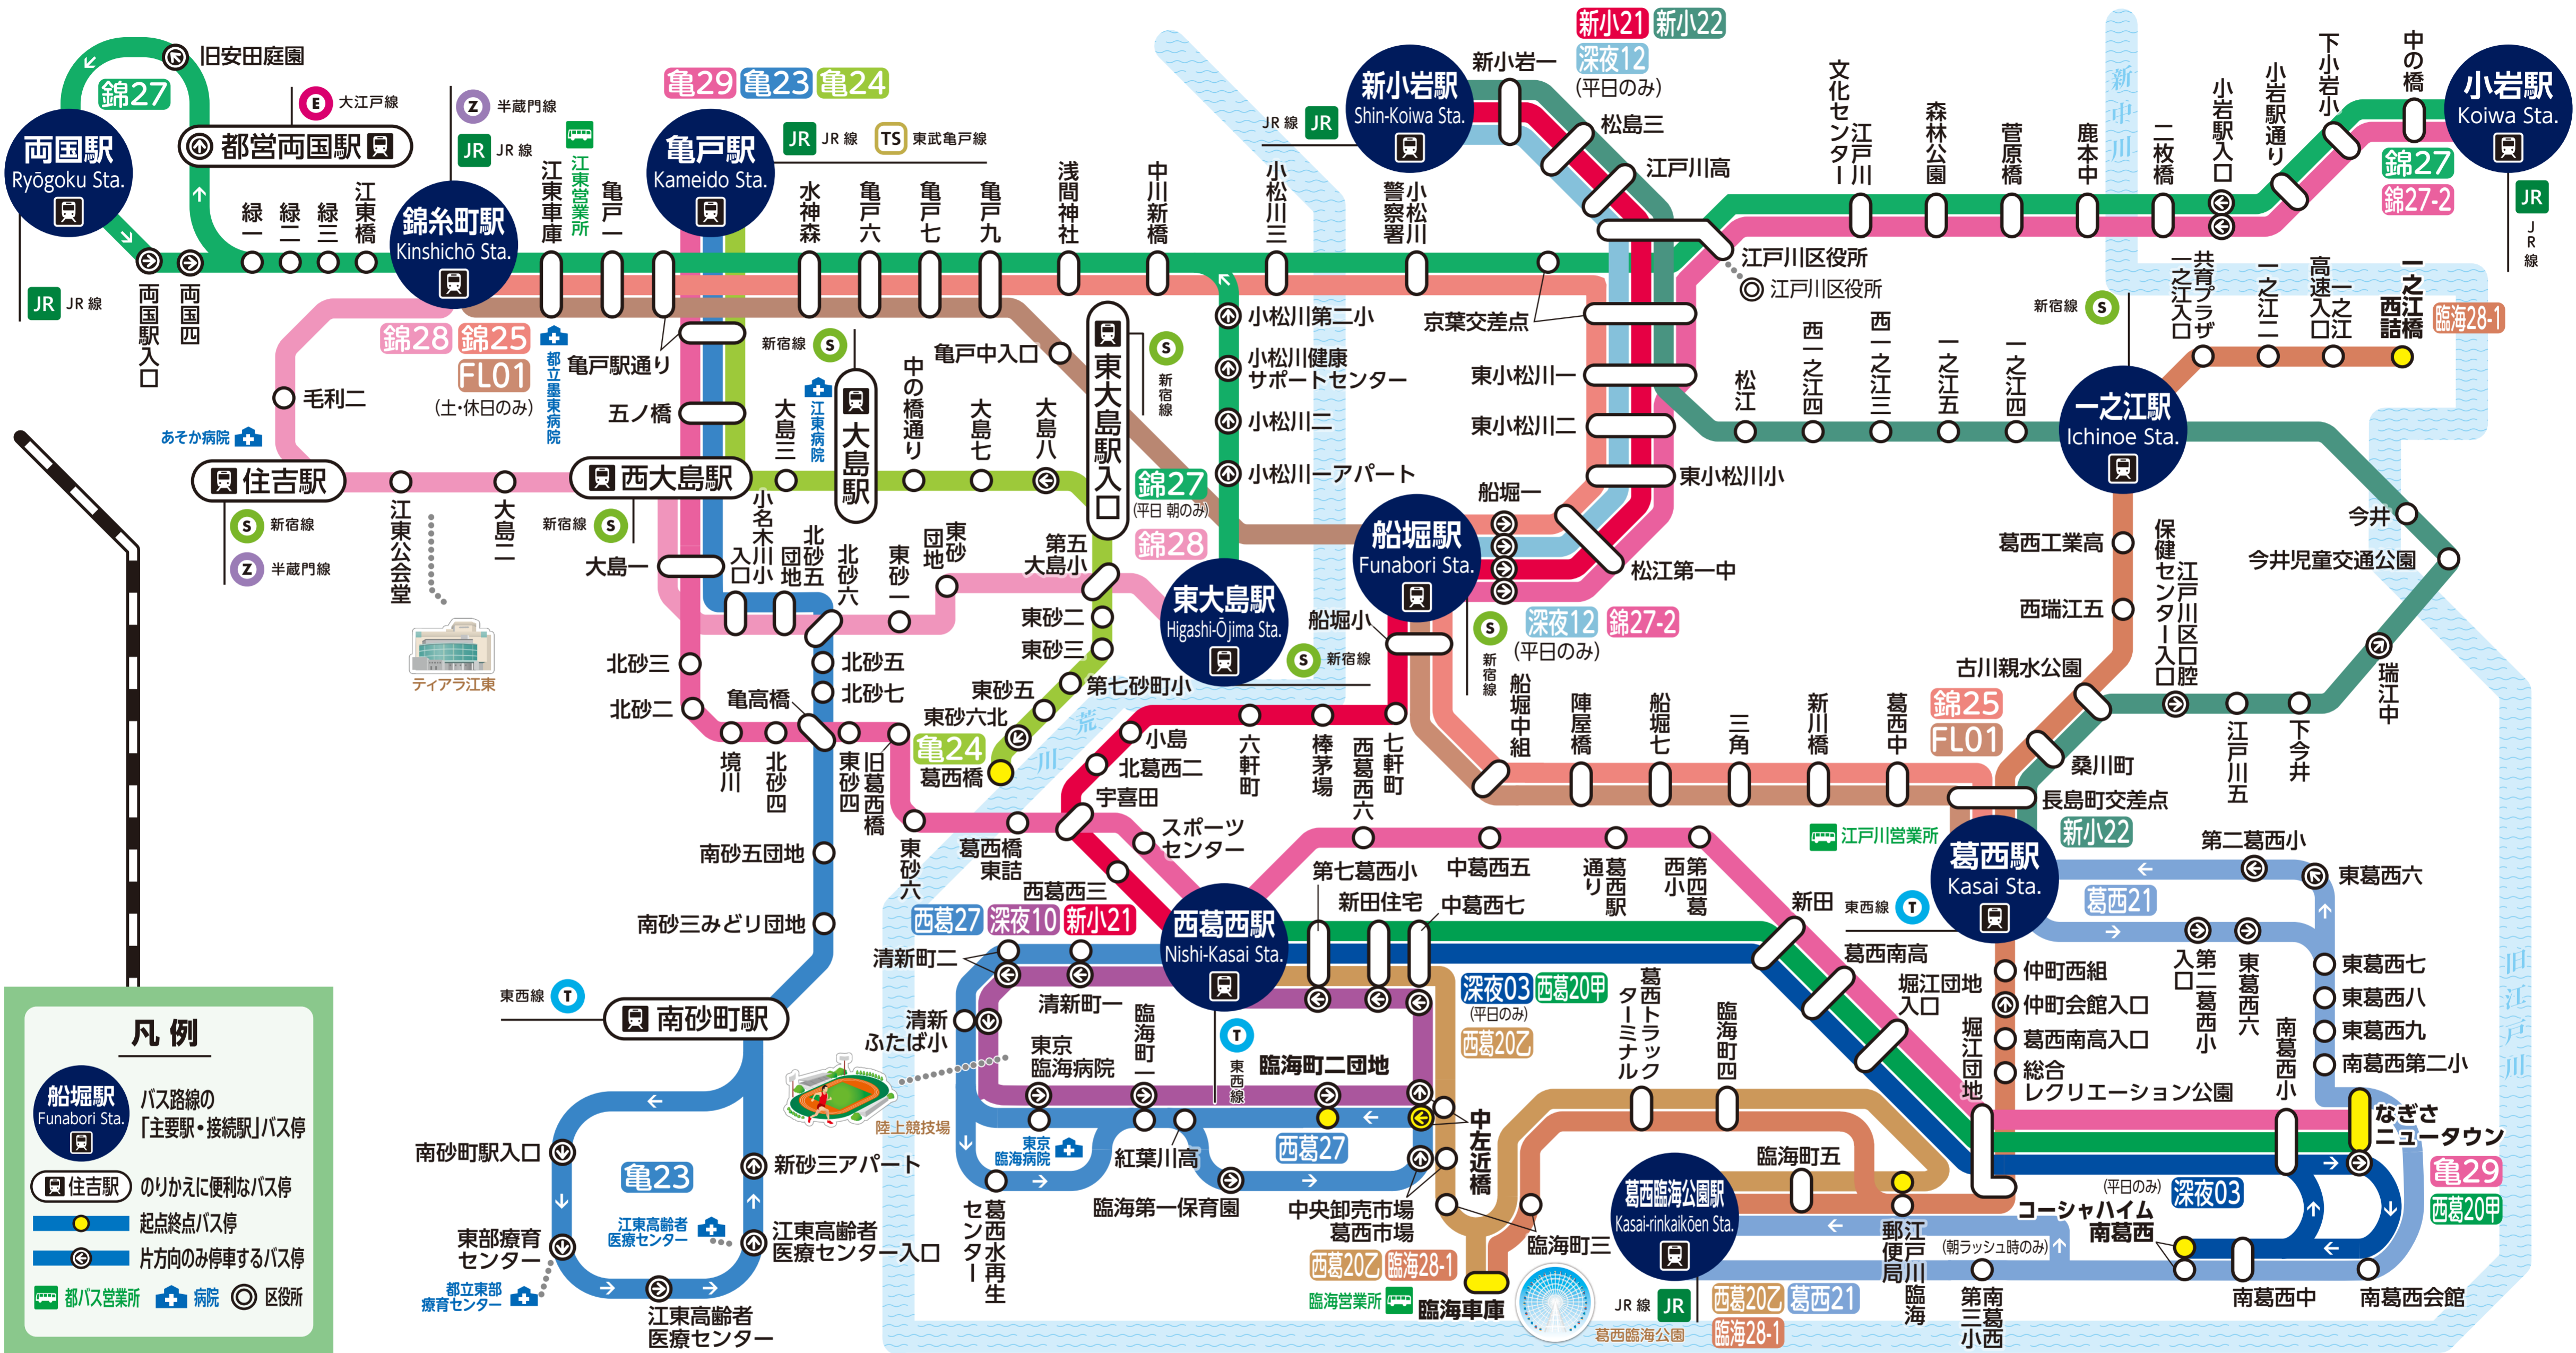 旧安田庭園
錦27
両国駅
Ryōgoku Sta.
JR
JR線
E
大江戸線
都営両国駅
両国駅入口
両国四
緑一
緑二
緑三
江東橋
Z
半蔵門線
JR
JR線
錦糸町駅
Kinshichō Sta.
錦28
錦25
FL01
(土・休日のみ)
江東車庫
江東営業所
都立墨東病院
亀戸一
亀29
亀23
亀24
亀戸駅
Kameido Sta.
JR
JR線
TS
東武亀戸線
亀戸駅通り
水神森
亀戸六
亀戸七
亀戸九
浅間神社
中川新橋
小松川三
小松川
警察署
京葉交差点
新小21
新小22
深夜12
(平日のみ)
新小岩駅
Shin-Koiwa Sta.
JR線
JR
新小岩一
松島三
江戸川高
江戸川区役所
江戸川区役所
江戸川
文化センター
森林公園
菅原橋
鹿本中
二枚橋
小岩駅入口
小岩駅通り
下小岩小
中の橋
新中川
小岩駅
Koiwa Sta.
錦27
錦27-2
JR
JR線
毛利二
あそか病院
住吉駅
S
新宿線
Z
半蔵門線
江東公会堂
ティアラ江東
大島二
五ノ橋
西大島駅
新宿線
S
大島一
大島三
江東病院
新宿線
S
大島駅
中の橋通り
大島七
大島八
亀戸中入口
東大島駅入口
S
新宿線
小松川第二小
小松川健康
サポートセンター
小松川二
小松川一アパート
錦27
(平日 朝のみ)
錦28
東大島駅
Higashi-Ōjima Sta.
S
新宿線
小名木川小
入口
北砂五
団地
北砂六
東砂一
東砂
団地
第五
大島小
東砂二
東砂三
第七砂町小
東砂五
東砂六北
亀24
葛西橋
荒川
北砂三
北砂二
北砂五
北砂七
亀高橋
境川
北砂四
東砂四
旧葛西橋
東砂六
葛西橋
東詰
南砂五団地
南砂三みどり団地
東西線
T
南砂町駅
南砂町駅入口
亀23
新砂三アパート
東部療育
センター
都立東部
療育センター
江東高齢者
医療センター
江東高齢者
医療センター入口
江東高齢者
医療センター
東小松川一
東小松川二
東小松川小
松江第一中
船堀一
船堀駅
Funabori Sta.
S
新宿線
深夜12
(平日のみ)
錦27-2
船堀小
七軒町
棒茅場
六軒町
小島
北葛西二
宇喜田
スポーツ
センター
西葛西三
船堀中組
陣屋橋
船堀七
三角
新川橋
葛西中
錦25
FL01
松江
西一之江四
西一之江三
一之江五
一之江四
新宿線
S
一之江駅
Ichinoe Sta.
共育プラザ
一之江入口
一之江二
一之江
高速入口
一之江橋
西詰
臨海28-1
今井
今井児童交通公園
瑞江中
下今井
江戸川五
江戸川区口腔
保健センター入口
葛西工業高
西瑞江五
古川親水公園
桑川町
長島町交差点
新小22
江戸川営業所
葛西駅
Kasai Sta.
東西線
T
葛西21
第二葛西小
東葛西六
第二葛西小
入口
東葛西六
東葛西七
東葛西八
東葛西九
南葛西第二小
旧江戸川
仲町西組
仲町会館入口
葛西南高入口
総合
レクリエーション公園
西葛西六
中葛西五
葛西駅
通り
第四葛
西小
新田
葛西南高
堀江団地
入口
堀江団地
南葛西小
なぎさ
ニュータウン
亀29
西葛20甲
西葛27
深夜10
新小21
西葛西駅
Nishi-Kasai Sta.
T
東西線
第七葛西小
新田住宅
中葛西七
深夜03
(平日のみ)
西葛20甲
西葛20乙
清新町二
清新町一
清新
ふたば小
東京
臨海病院
臨海町一
臨海町二団地
陸上競技場
東京
臨海病院
紅葉川高
西葛27
葛西水再生
センター
臨海第一保育園
中央卸売市場
葛西市場
中左近橋
臨海町三
西葛20乙
臨海28-1
臨海営業所
臨海車庫
葛西トラック
ターミナル
臨海町四
臨海町五
葛西臨海公園駅
Kasai-rinkaikōen Sta.
JR線
JR
葛西臨海公園
西葛20乙
葛西21
臨海28-1
江戸川臨海
郵便局
(朝ラッシュ時のみ)
南葛西
第三小
(平日のみ)
深夜03
コーシャハイム
南葛西
南葛西中
南葛西会館
凡例
船堀駅
Funabori Sta.
バス路線の
「主要駅・接続駅」バス停
住吉駅
のりかえに便利なバス停
起点終点バス停
片方向のみ停車するバス停
都バス営業所
病院
区役所